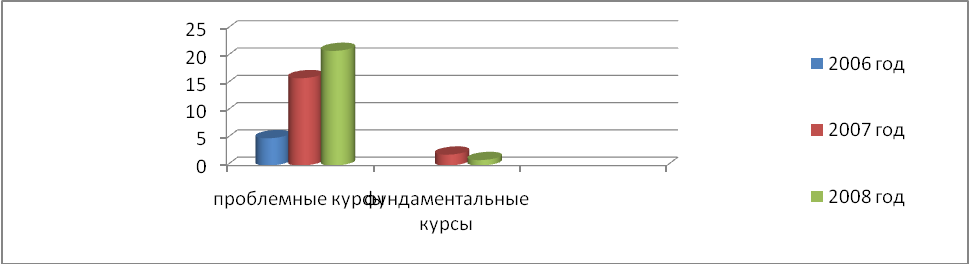 25
20
15
10
5
0
проблемные курсы
фундаментальные
курсы
2006 год
2007 год
2008 год